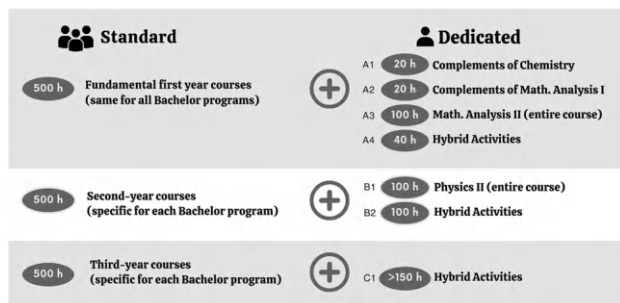 Standard
Dedicated
500 h Fundamental first year courses
(same for all Bachelor programs)
A1 20 h Complements of Chemistry
A2 20 h Complements of Math. Analysis I
A3 100 h Math. Analysis II (entire course)
A4 40 h Hybrid Activities
500 h Second-year courses
(specific for each Bachelor program)
B1 100 h Physics II (entire course)
B2 100 h Hybrid Activities
500 h Third-year courses
(specific for each Bachelor program)
C1 >150 h Hybrid Activities